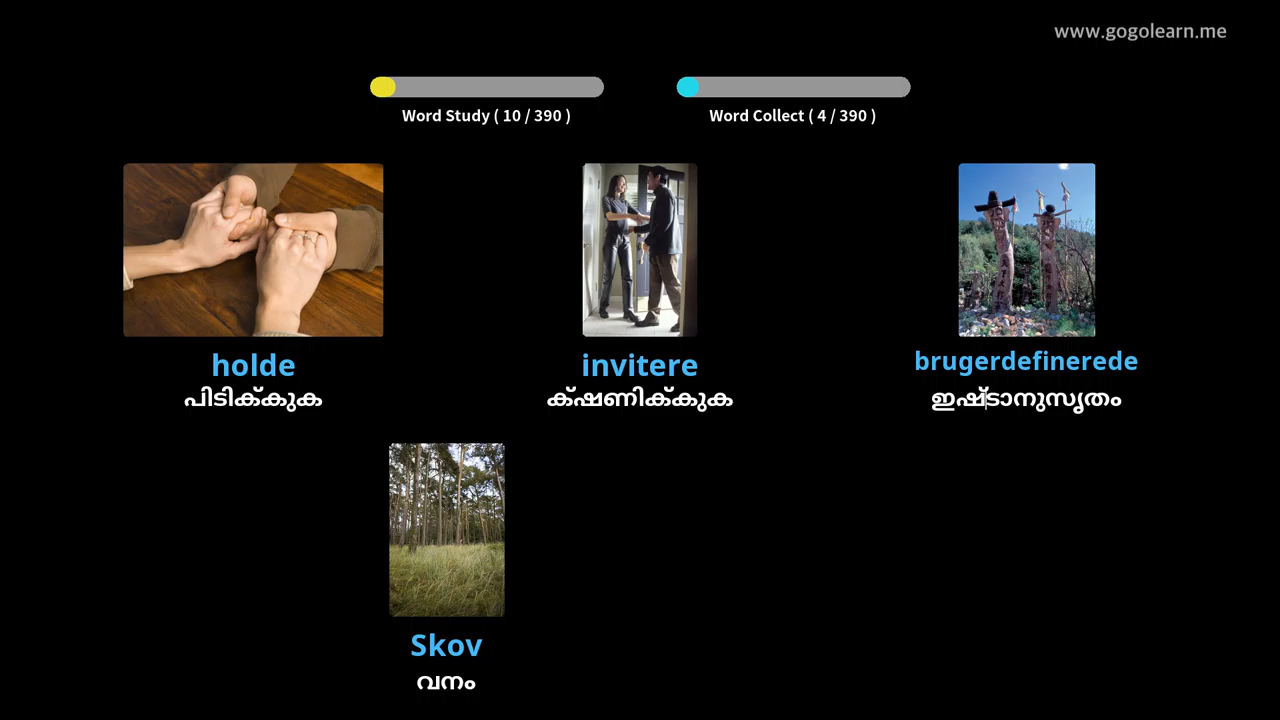 www.gogolearn.me
Word Study ( 10 / 390 )
Word Collect ( 4 / 390 )
holde
പിടിക്കുക
invitere
ക്ഷണിക്കുക
brugerdefinerede
ഇഷ്ടാനുസൃതം
Skov
വനം